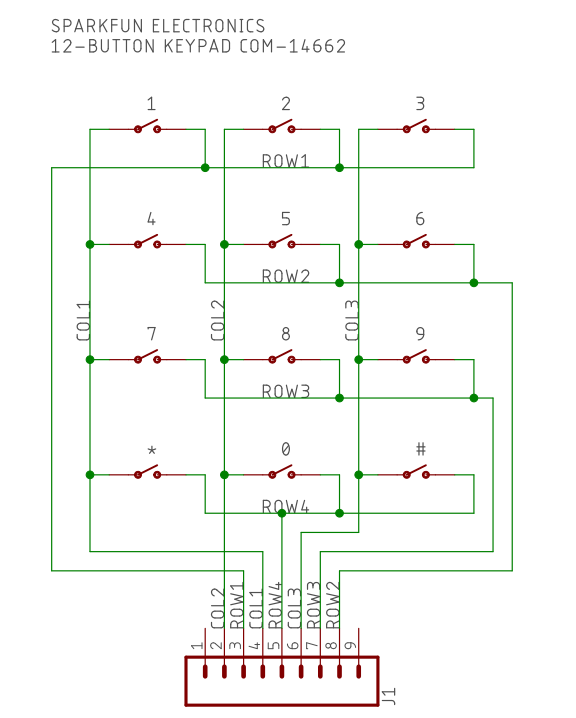 SPARKFUN ELECTRONICS
12-BUTTON KEYPAD COM-14662
1 2 3
ROW1
4 5 6
ROW2
COL1 COL2 COL3
7 8 9
ROW3
* 0 #
ROW4
COL2 ROW1 COL1 ROW4 COL3 ROW3 ROW2
1 2 3 4 5 6 7 8 9
J1